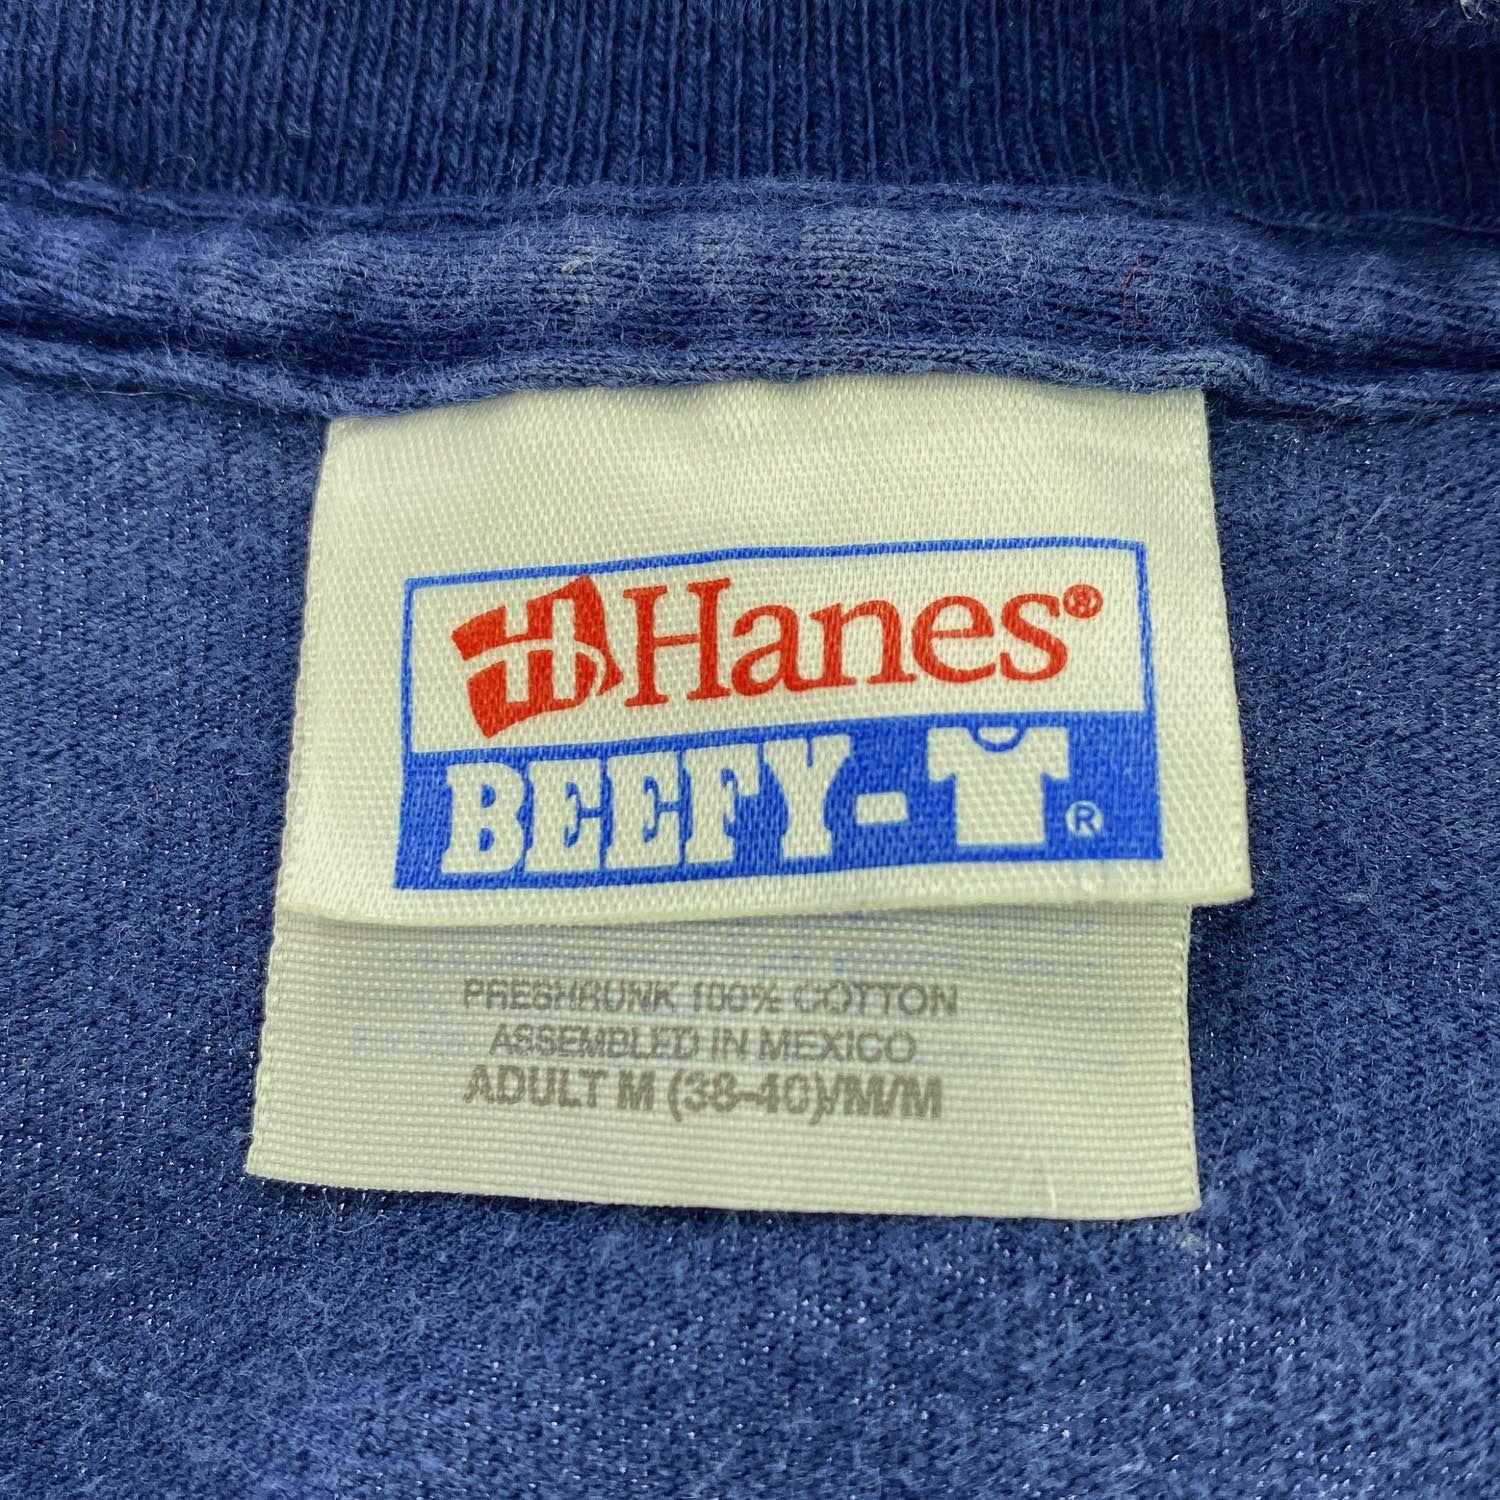 Hanes®
BEEFY-T®
PRESHRUNK 100% COTTON
ASSEMBLED IN MEXICO
ADULT M (38-40)/M/M